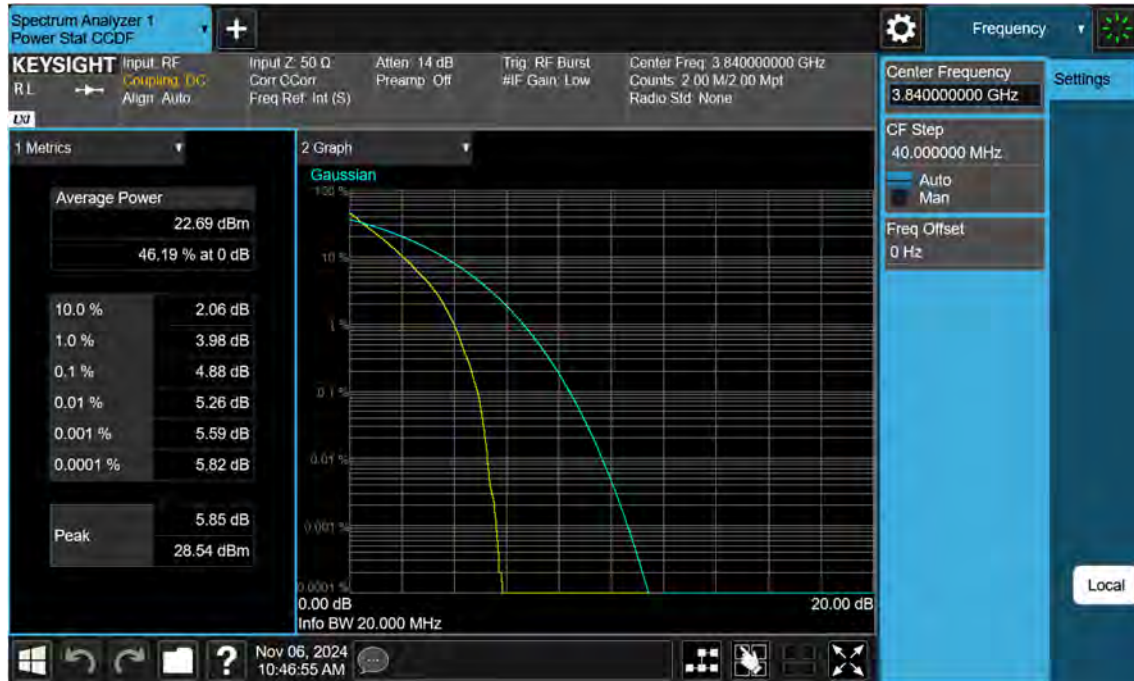 Spectrum Analyzer 1
Power Stat CCDF
Frequency
KEYSIGHT
RL
LXI
Input: RF
Coupling: DC
Align: Auto
Input Z: 50 Ω
Corr CCorr
Freq Ref: Int (S)
Atten: 14 dB
Preamp: Off
Trig: RF Burst
#IF Gain: Low
Center Freq: 3.840000000 GHz
Counts: 2.00 M/2.00 Mpt
Radio Std: None
Center Frequency
3.840000000 GHz
Settings
CF Step
40.000000 MHz
Auto
Man
Freq Offset
0 Hz
1 Metrics
Average Power
22.69 dBm
46.19 % at 0 dB
10.0 % 2.06 dB
1.0 % 3.98 dB
0.1 % 4.88 dB
0.01 % 5.26 dB
0.001 % 5.59 dB
0.0001 % 5.82 dB
Peak
5.85 dB
28.54 dBm
2 Graph
Gaussian
100 %
10 %
1 %
0.1 %
0.01 %
0.001 %
0.0001 %
0.00 dB 20.00 dB
Info BW 20.000 MHz
Local
?
Nov 06, 2024
10:46:55 AM